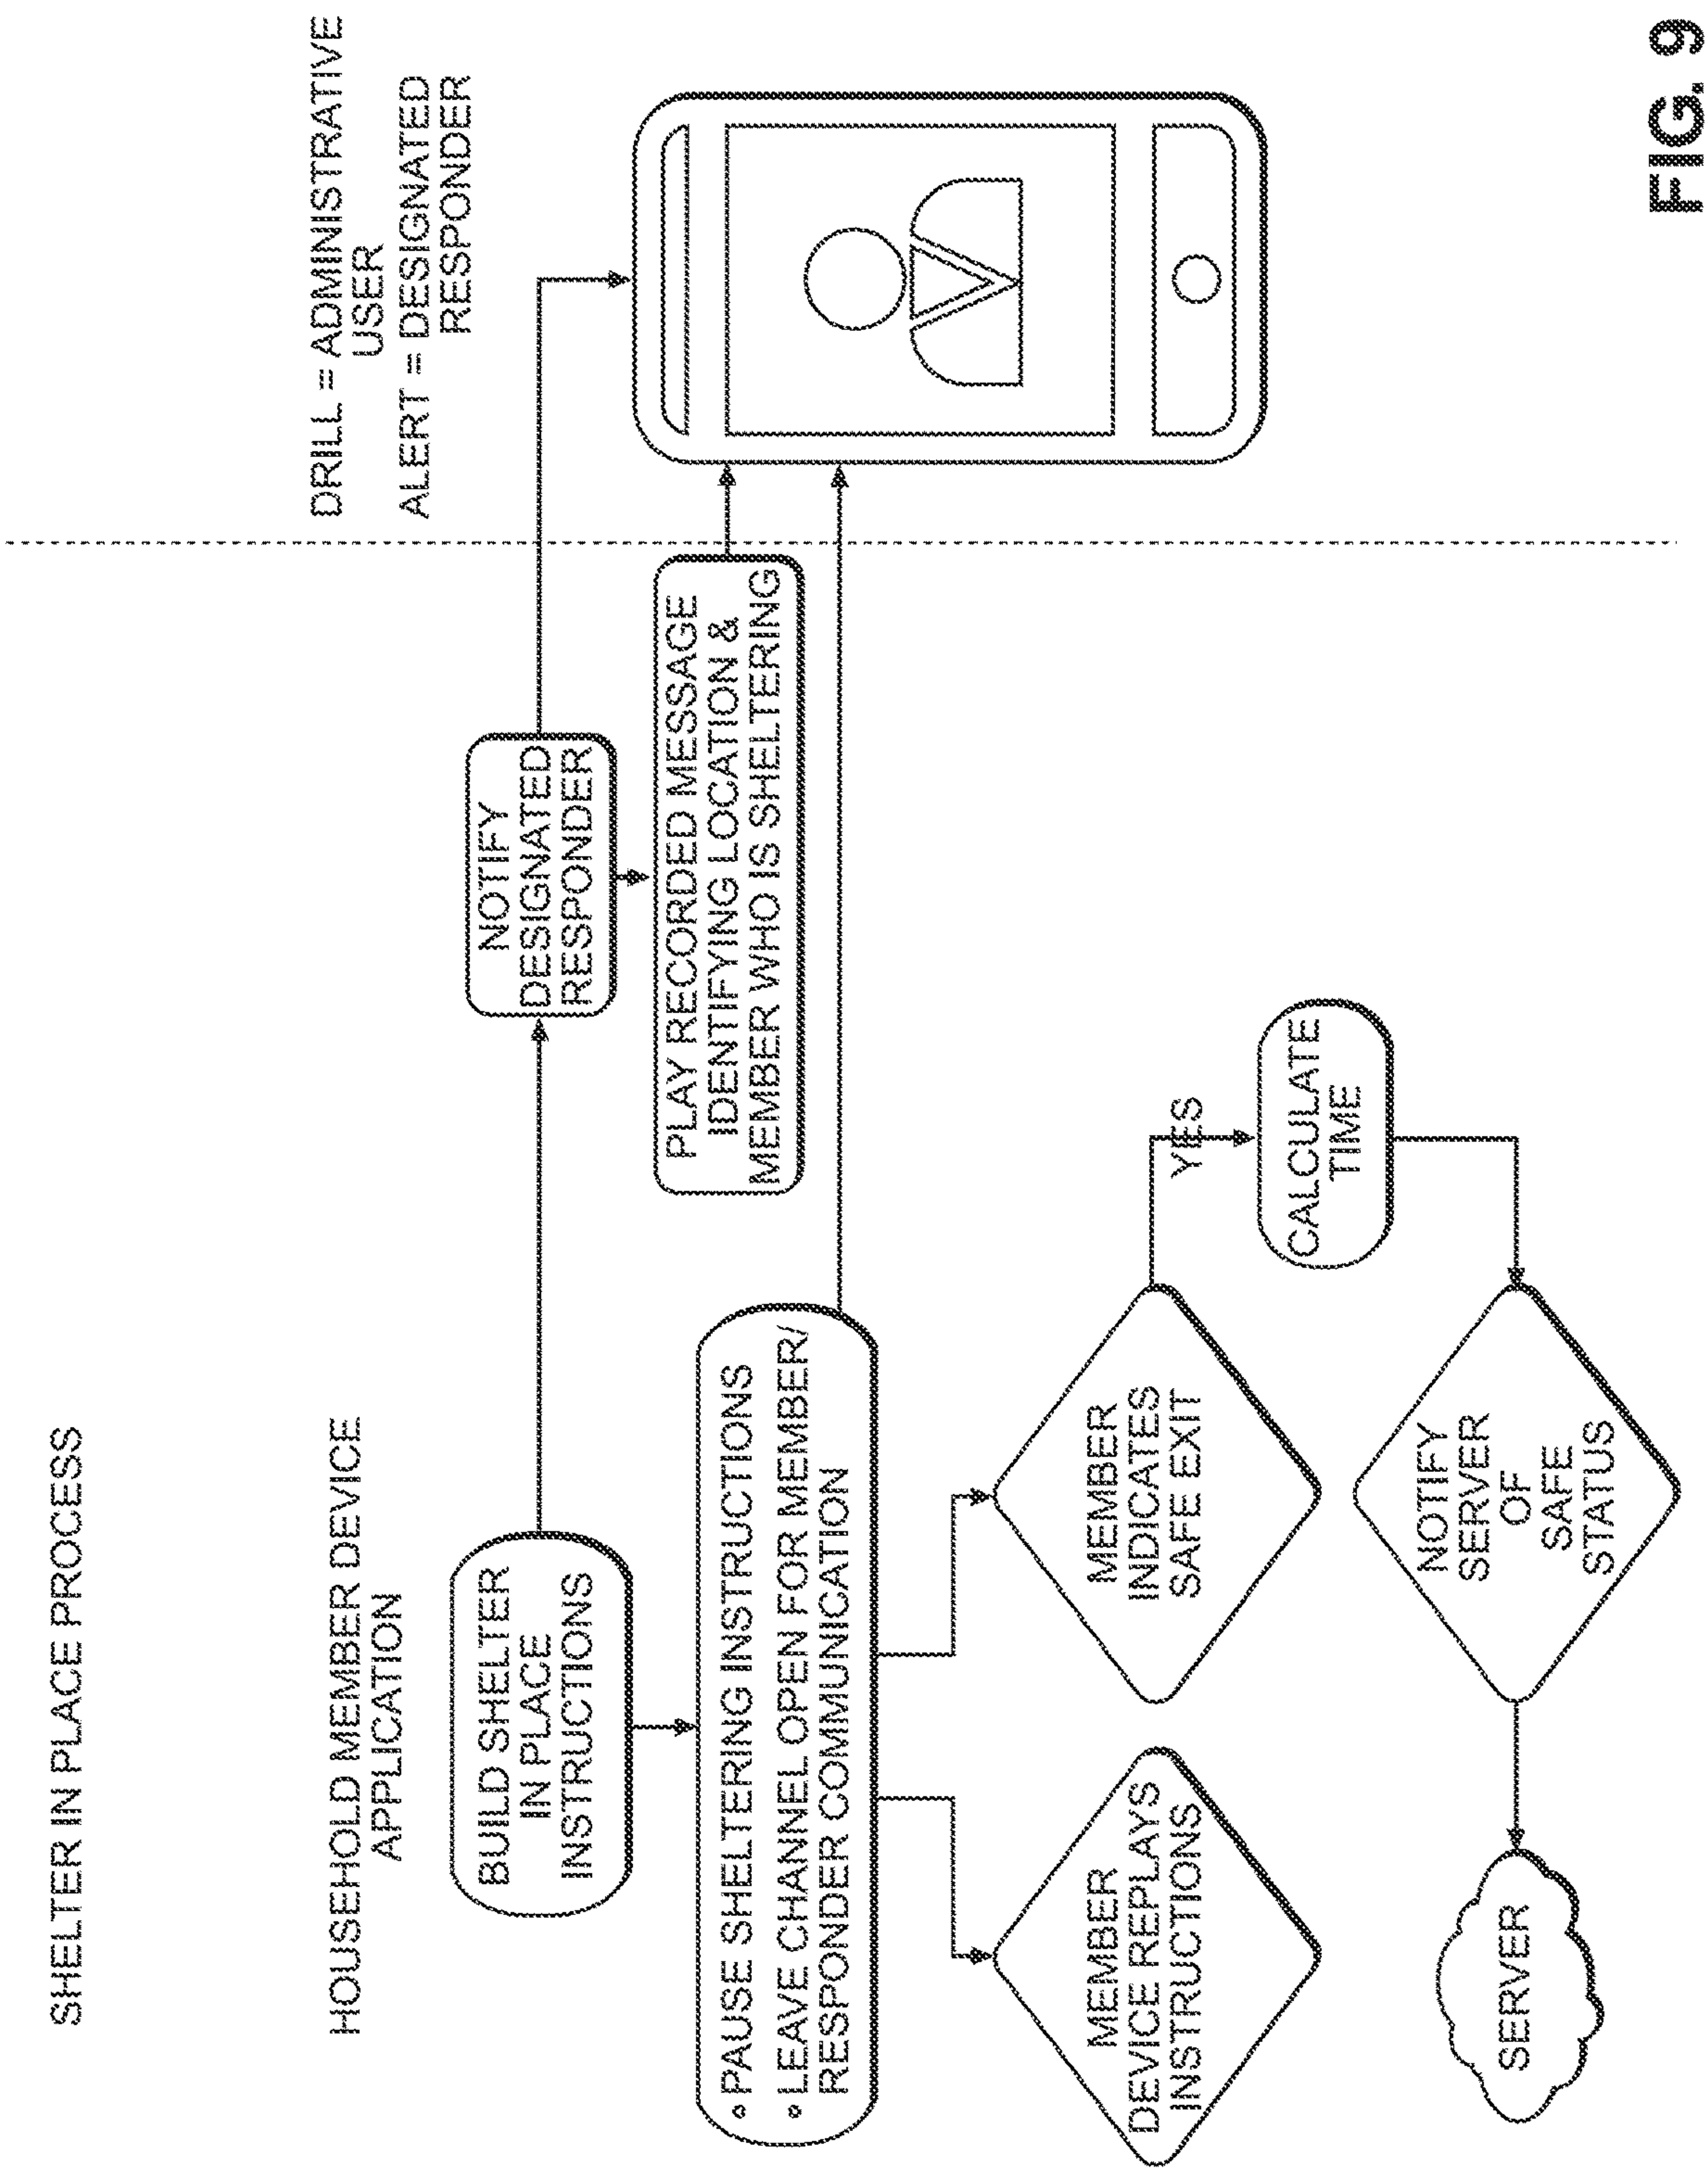 SHELTER IN PLACE PROCESS
HOUSEHOLD MEMBER DEVICE
APPLICATION
DRILL = ADMINISTRATIVE
USER
ALERT = DESIGNATED
RESPONDER
BUILD SHELTER
IN PLACE
INSTRUCTIONS
NOTIFY
DESIGNATED
RESPONDER
PLAY RECORDED MESSAGE
IDENTIFYING LOCATION &
MEMBER WHO IS SHELTERING
• PAUSE SHELTERING INSTRUCTIONS
• LEAVE CHANNEL OPEN FOR MEMBER/
RESPONDER COMMUNICATION
MEMBER
DEVICE REPLAYS
INSTRUCTIONS
MEMBER
INDICATES
SAFE EXIT
YES
CALCULATE
TIME
NOTIFY
SERVER
OF
SAFE
STATUS
SERVER
FIG. 9